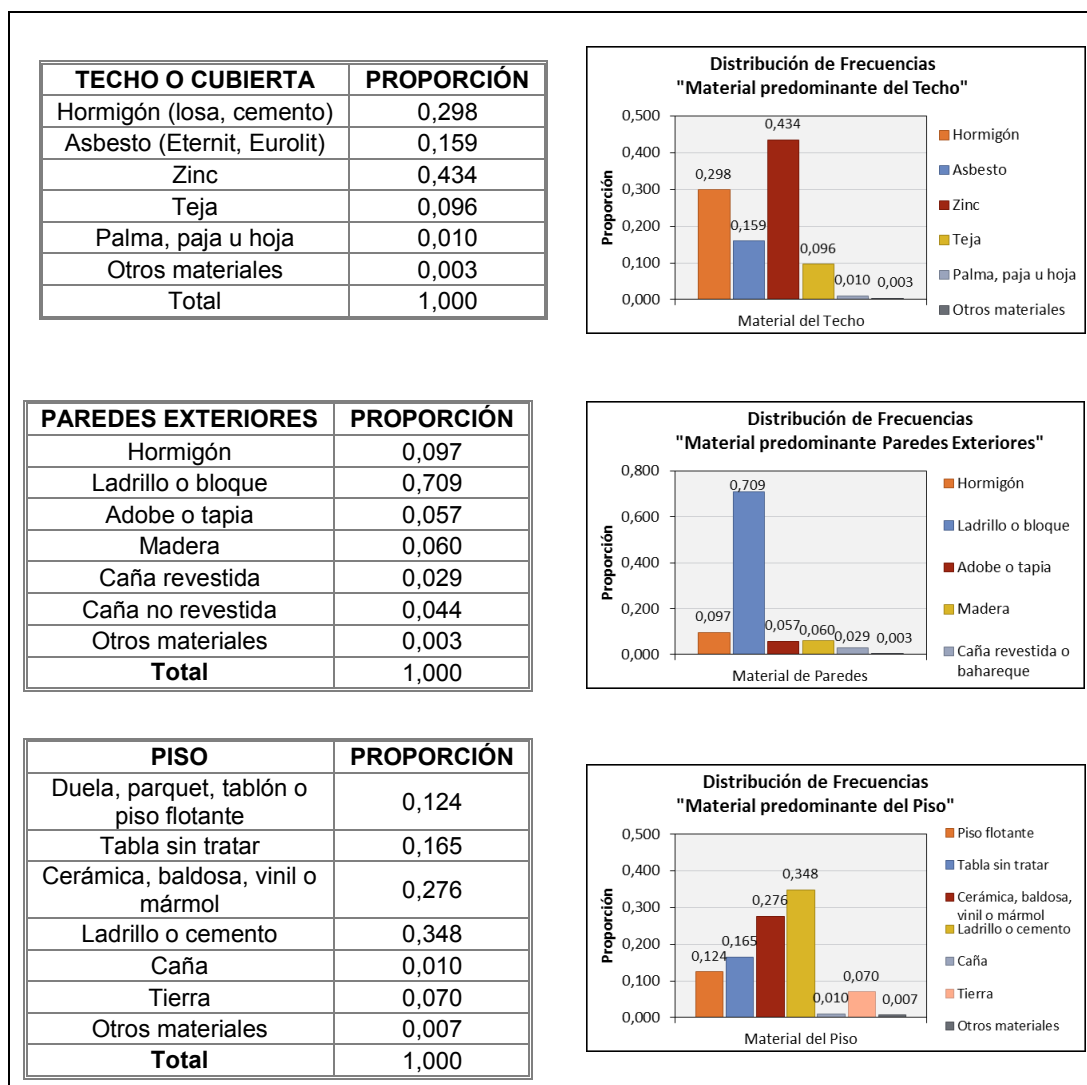 TECHO O CUBIERTA PROPORCIÓN
Hormigón (losa, cemento) 0,298
Asbesto (Eternit, Eurolit) 0,159
Zinc 0,434
Teja 0,096
Palma, paja u hoja 0,010
Otros materiales 0,003
Total 1,000
Distribución de Frecuencias
"Material predominante del Techo"
0,500
0,400
0,300
0,200
0,100
0,000
Proporción
0,298
0,159
0,434
0,096
0,010
0,003
Material del Techo
Hormigón
Asbesto
Zinc
Teja
Palma, paja u hoja
Otros materiales
PAREDES EXTERIORES PROPORCIÓN
Hormigón 0,097
Ladrillo o bloque 0,709
Adobe o tapia 0,057
Madera 0,060
Caña revestida 0,029
Caña no revestida 0,044
Otros materiales 0,003
Total 1,000
Distribución de Frecuencias
"Material predominante Paredes Exteriores"
0,800
0,600
0,400
0,200
0,000
Proporción
0,097
0,709
0,057
0,060
0,029
0,003
Material de Paredes
Hormigón
Ladrillo o bloque
Adobe o tapia
Madera
Caña revestida o
bahareque
PISO PROPORCIÓN
Duela, parquet, tablón o
piso flotante 0,124
Tabla sin tratar 0,165
Cerámica, baldosa, vinil o
mármol 0,276
Ladrillo o cemento 0,348
Caña 0,010
Tierra 0,070
Otros materiales 0,007
Total 1,000
Distribución de Frecuencias
"Material predominante del Piso"
0,500
0,400
0,300
0,200
0,100
0,000
Proporción
0,124
0,165
0,276
0,348
0,010
0,070
0,007
Material del Piso
Piso flotante
Tabla sin tratar
Cerámica, baldosa,
vinil o mármol
Ladrillo o cemento
Caña
Tierra
Otros materiales